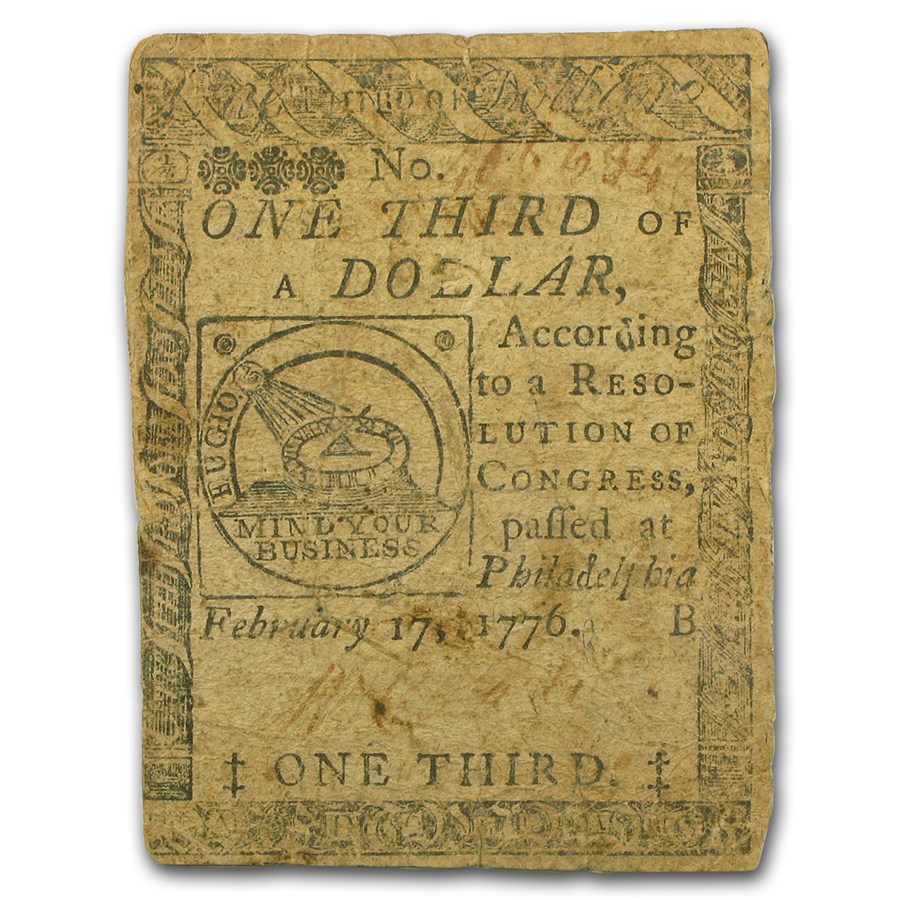 No.
ONE THIRD OF
A DOLLAR,
According
to a RESO-
LUTION OF
CONGRESS,
paſſed at
Philadelphia
February 17, 1776. B
FUGIO
MIND YOUR
BUSINESS
‡ ONE THIRD. ‡